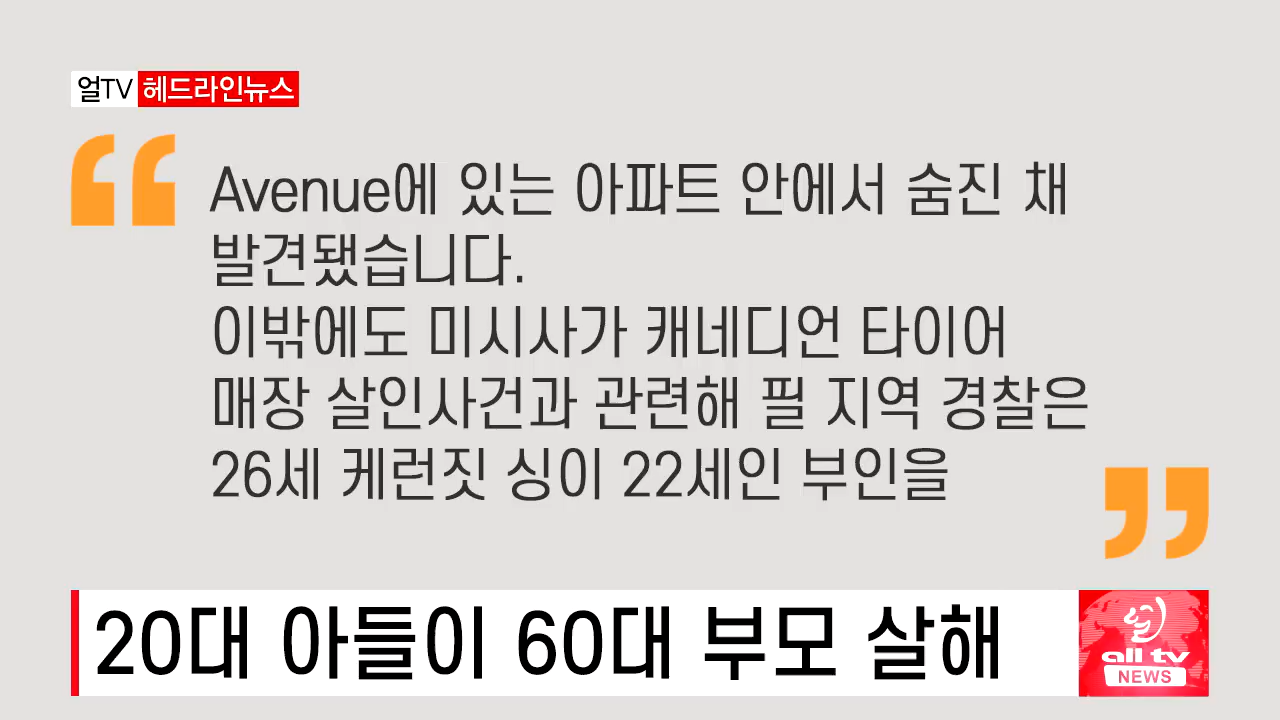 얼TV 헤드라인뉴스
Avenue에 있는 아파트 안에서 숨진 채
발견됐습니다.
이밖에도 미시사가 캐네디언 타이어
매장 살인사건과 관련해 필 지역 경찰은
26세 케런짓 싱이 22세인 부인을
20대 아들이 60대 부모 살해
얼
all tv
NEWS